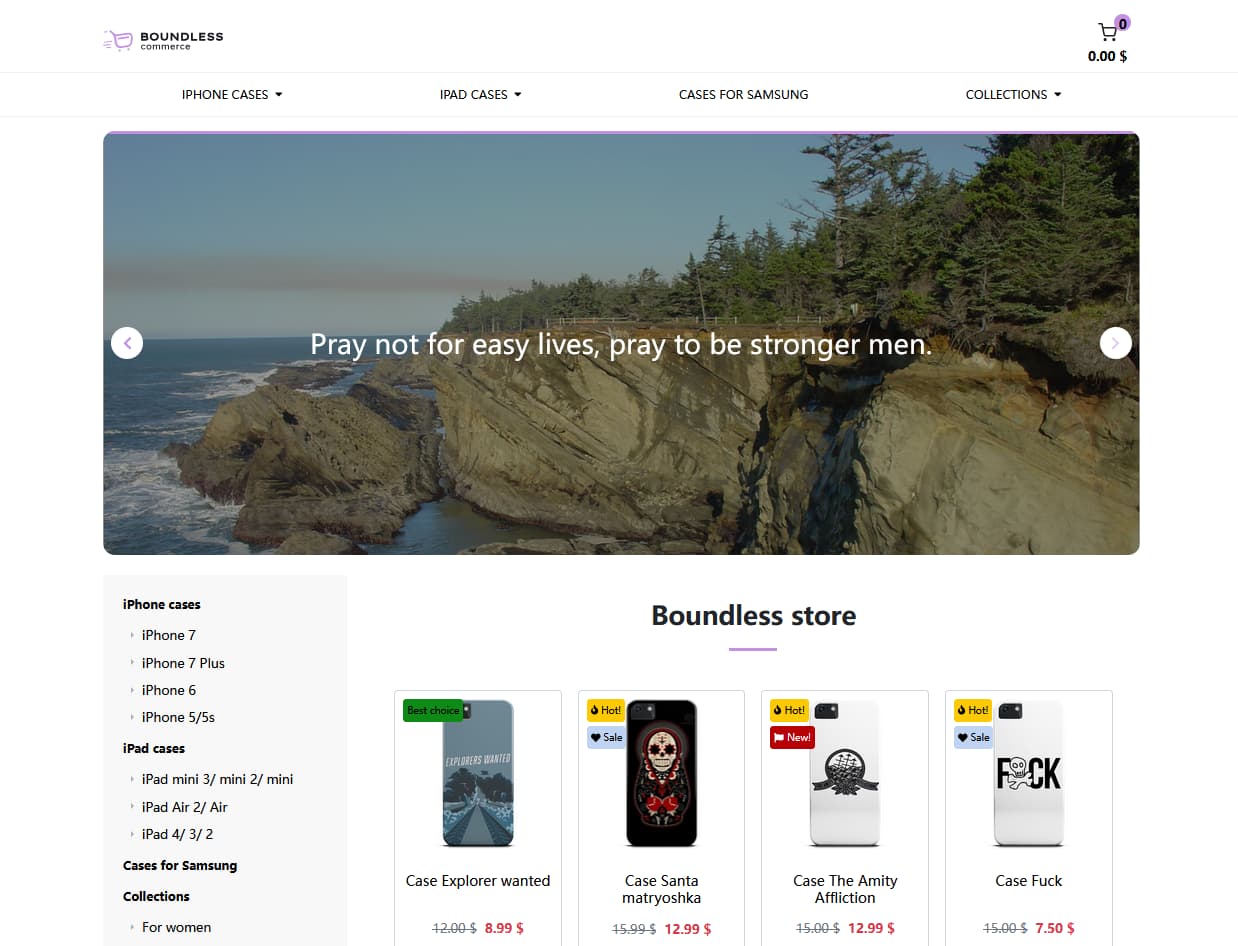 BOUNDLESS
commerce
0
0.00 $
IPHONE CASES
IPAD CASES
CASES FOR SAMSUNG
COLLECTIONS
Pray not for easy lives, pray to be stronger men.
iPhone cases
iPhone 7
iPhone 7 Plus
iPhone 6
iPhone 5/5s
iPad cases
iPad mini 3/ mini 2/ mini
iPad Air 2/ Air
iPad 4/ 3/ 2
Cases for Samsung
Collections
For women
Boundless store
Best choice
EXPLORERS WANTED
Case Explorer wanted
12.00 $ 8.99 $
Hot!
Sale
Case Santa
matryoshka
15.99 $ 12.99 $
Hot!
New!
Case The Amity
Affliction
15.00 $ 12.99 $
Hot!
Sale
F CK
Case Fuck
15.00 $ 7.50 $